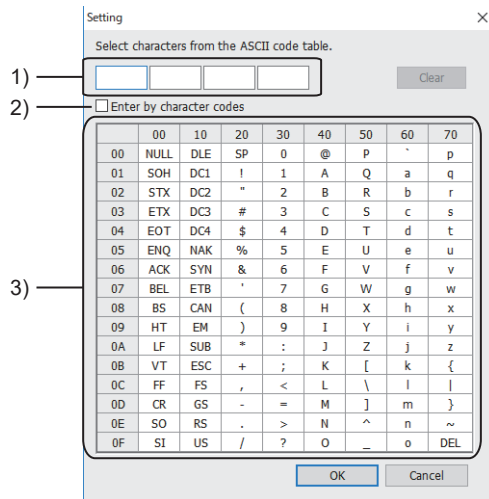 Setting
Select characters from the ASCII code table.
1)
Clear
2)
Enter by character codes
3)
00 10 20 30 40 50 60 70
00 NULL DLE SP 0 @ P ` p
01 SOH DC1 ! 1 A Q a q
02 STX DC2 " 2 B R b r
03 ETX DC3 # 3 C S c s
04 EOT DC4 $ 4 D T d t
05 ENQ NAK % 5 E U e u
06 ACK SYN & 6 F V f v
07 BEL ETB ' 7 G W g w
08 BS CAN ( 8 H X h x
09 HT EM ) 9 I Y i y
0A LF SUB * : J Z j z
0B VT ESC + ; K [ k {
0C FF FS , < L \ l |
0D CR GS - = M ] m }
0E SO RS . > N ^ n ~
0F SI US / ? O _ o DEL
OK Cancel